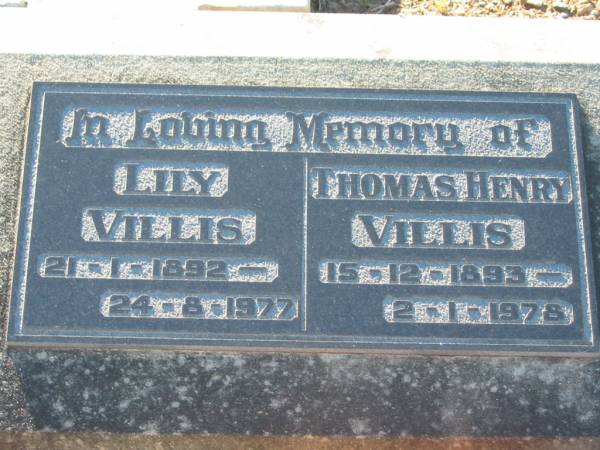 In Loving Memory of
LILY
VILLIS
21-1-1892 -
24-8-1977
THOMAS HENRY
VILLIS
15-12-1893 -
2-1-1978